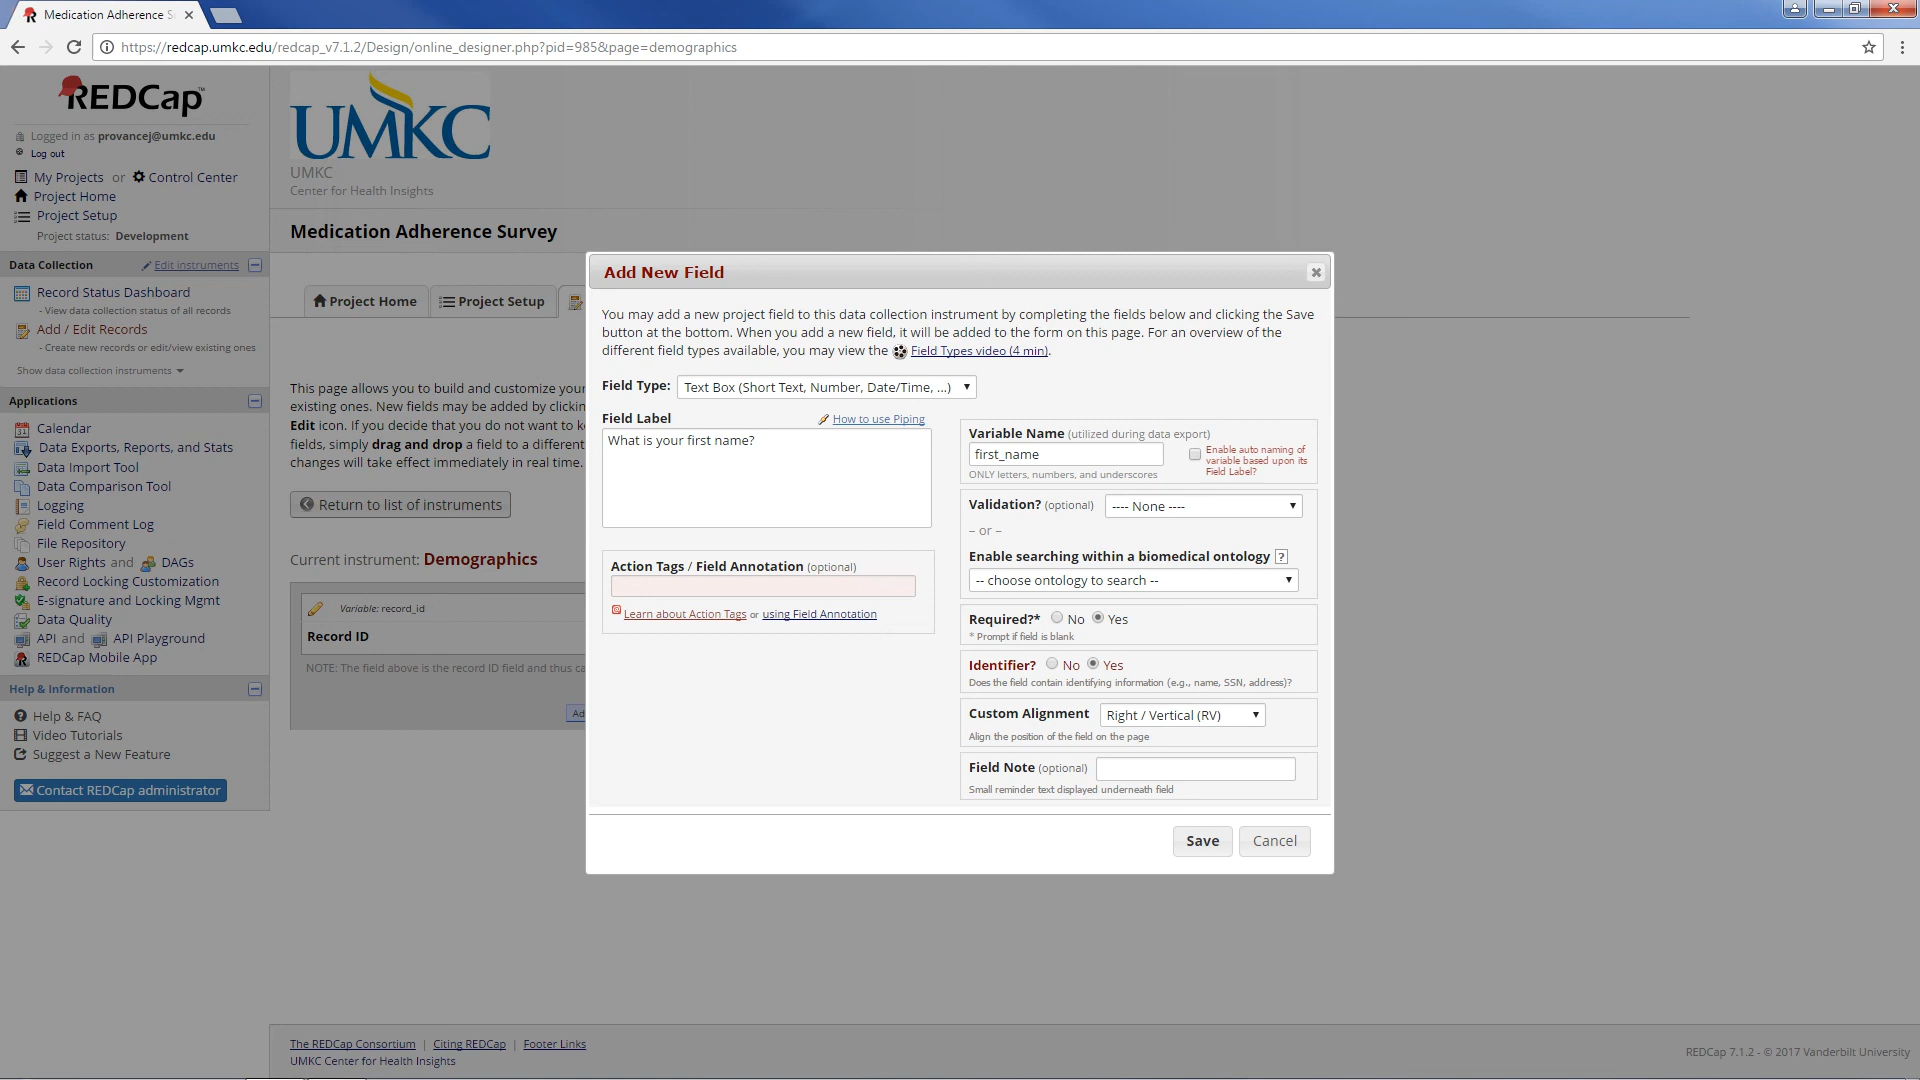 Medication Adherence S
https://redcap.umkc.edu/redcap_v7.1.2/Design/online_designer.php?pid=985&page=demographics
REDCap™
Logged in as provancej@umkc.edu
Log out
My Projects or Control Center
Project Home
Project Setup
Project status: Development
Data Collection
Edit instruments
Record Status Dashboard
- View data collection status of all records
Add / Edit Records
- Create new records or edit/view existing ones
Show data collection instruments
Applications
Calendar
Data Exports, Reports, and Stats
Data Import Tool
Data Comparison Tool
Logging
Field Comment Log
File Repository
User Rights and DAGs
Record Locking Customization
E-signature and Locking Mgmt
Data Quality
API and API Playground
REDCap Mobile App
Help & Information
Help & FAQ
Video Tutorials
Suggest a New Feature
Contact REDCap administrator
UMKC
UMKC
Center for Health Insights
Medication Adherence Survey
Project Home
Project Setup
This page allows you to build and customize your
existing ones. New fields may be added by clickin
Edit icon. If you decide that you do not want to k
fields, simply drag and drop a field to a different
changes will take effect immediately in real time.
Return to list of instruments
Current instrument: Demographics
Variable: record_id
Record ID
NOTE: The field above is the record ID field and thus ca
Ad
Add New Field
You may add a new project field to this data collection instrument by completing the fields below and clicking the Save
button at the bottom. When you add a new field, it will be added to the form on this page. For an overview of the
different field types available, you may view the Field Types video (4 min).
Field Type: Text Box (Short Text, Number, Date/Time, ...)
Field Label
How to use Piping
What is your first name?
Action Tags / Field Annotation (optional)
Learn about Action Tags or using Field Annotation
Variable Name (utilized during data export)
first_name
ONLY letters, numbers, and underscores
Enable auto naming of
variable based upon its
Field Label?
Validation? (optional) ---- None ----
– or –
Enable searching within a biomedical ontology ?
-- choose ontology to search --
Required?* No Yes
* Prompt if field is blank
Identifier? No Yes
Does the field contain identifying information (e.g., name, SSN, address)?
Custom Alignment Right / Vertical (RV)
Align the position of the field on the page
Field Note (optional)
Small reminder text displayed underneath field
Save
Cancel
The REDCap Consortium | Citing REDCap | Footer Links
UMKC Center for Health Insights
REDCap 7.1.2 - © 2017 Vanderbilt University